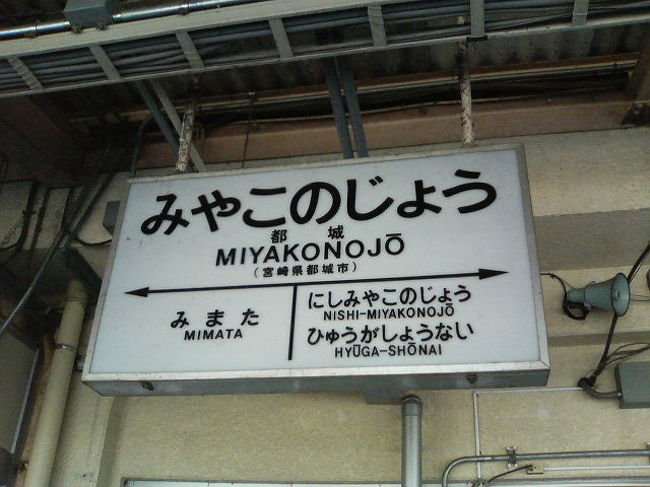 みやこのじょう
都城
MIYAKONOJŌ
(宮崎県都城市)
みまた
MIMATA
にしみやこのじょう
NISHI-MIYAKONOJŌ
ひゅうがしょうない
HYŪGA-SHŌNAI